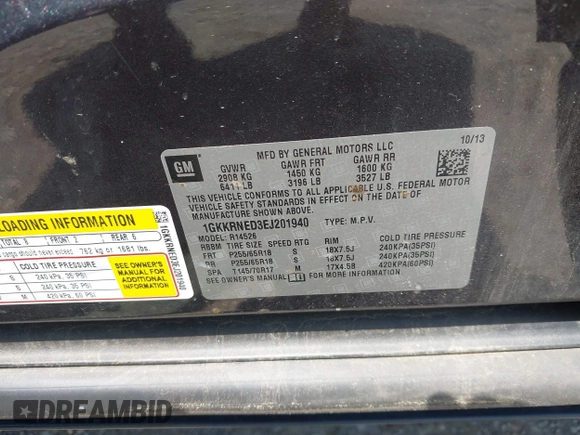 MFD BY GENERAL MOTORS LLC
10/13
GM
GVWR GAWR FRT GAWR RR
2908 KG 1450 KG 1600 KG
6411 LB 3196 LB 3527 LB
THIS VEHICLE CONFORMS TO ALL APPLICABLE U.S. FEDERAL MOTOR
VEHICLE SAFETY STANDARDS IN EFFECT ON THE DATE OF
MANUFACTURE SHOWN ABOVE.
1GKKRNED3EJ201940 TYPE: M.P.V.
MODEL: R14526
TIRE SIZE SPEED RTG RIM COLD TIRE PRESSURE
FRT P255/65R18 S 18X7.5J 240KPA(35PSI)
RR P255/65R18 S 18X7.5J 240KPA(35PSI)
SPA T145/70R17 M 17X4.5B 420KPA(60PSI)
SEE OWNER'S MANUAL FOR
LOADING INFORMATION
TOTAL FRONT 2 REAR 6
cargo should never exceed 762 kg or 1681 lbs.
COLD TIRE PRESSURE
240 kPa, 35 PSI
240 kPa, 35 PSI
420 kPa, 60 PSI
SEE OWNER'S
MANUAL FOR
ADDITIONAL
INFORMATION
1GKKRNED3EJ201940
DREAMBID